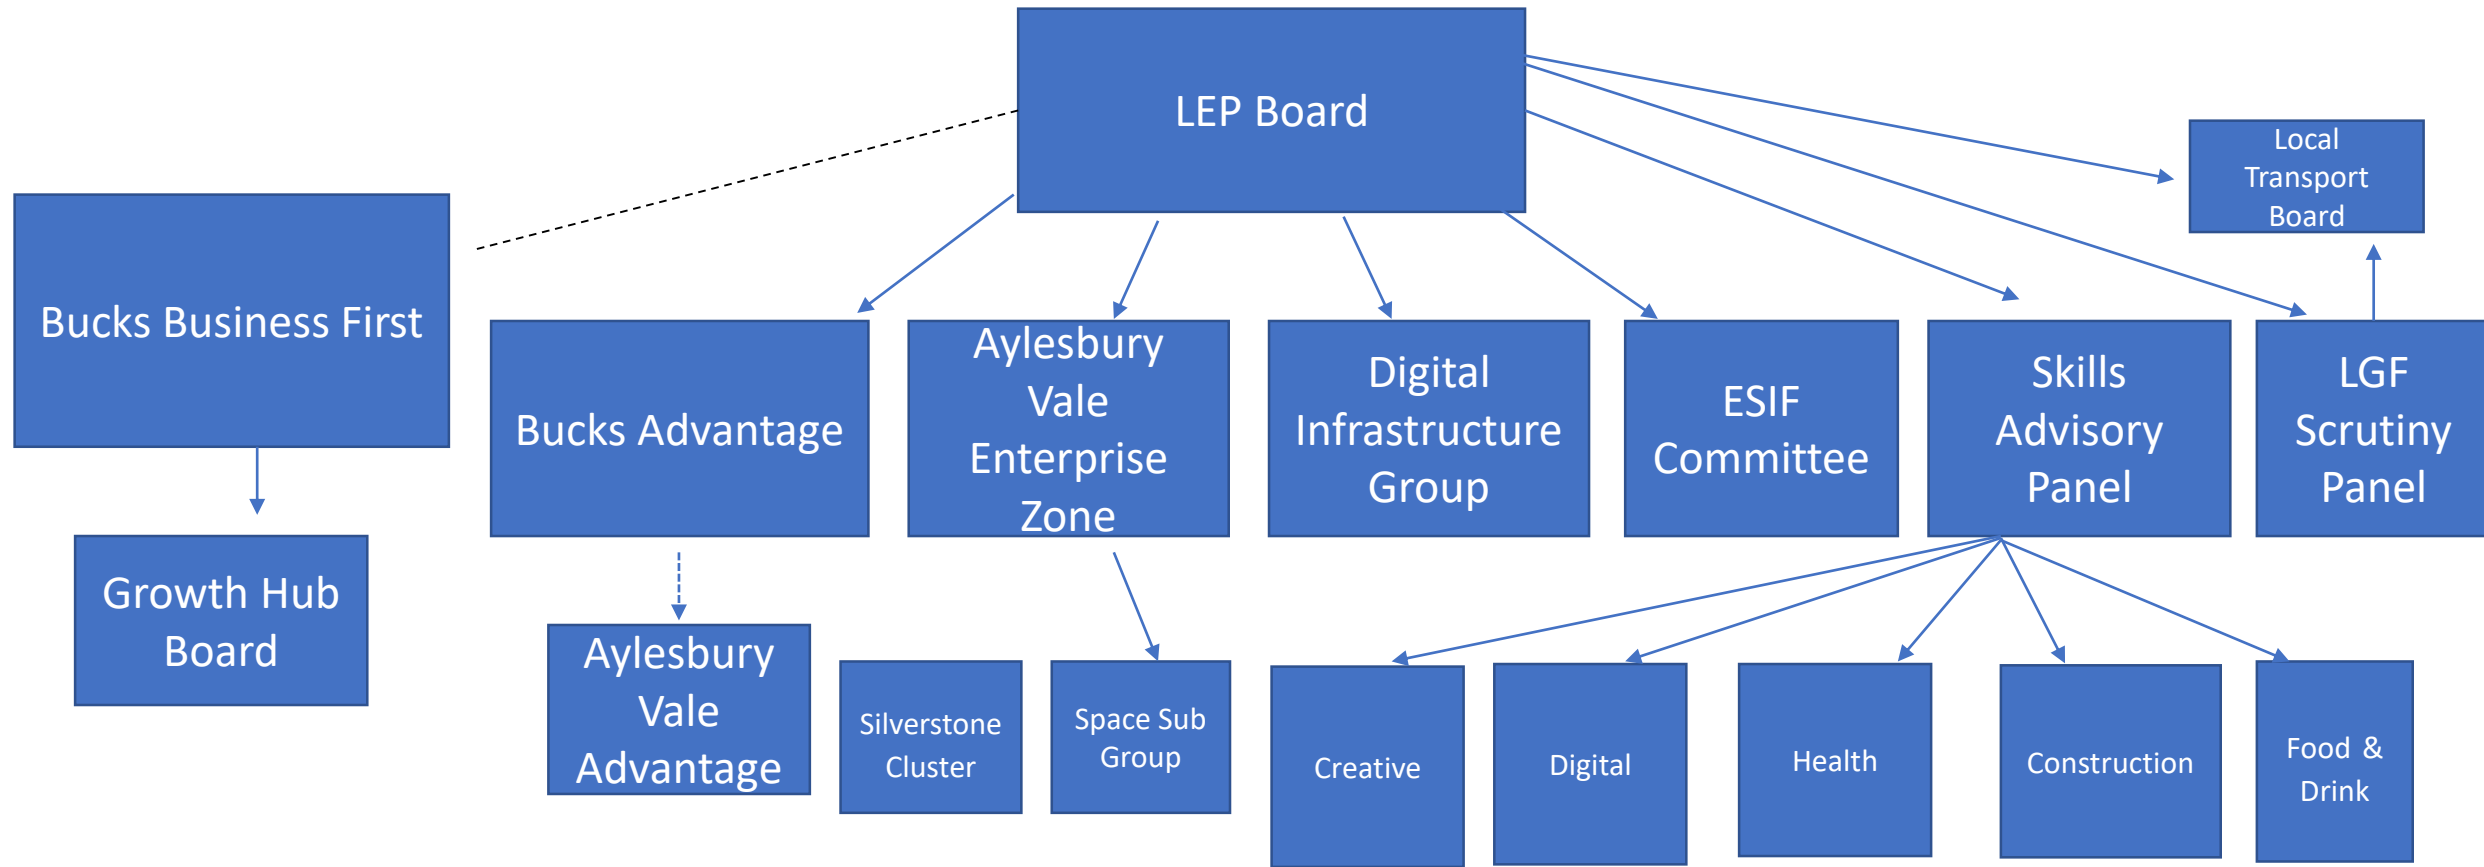 LEP Board
Local
Transport
Board
Bucks Business First
Bucks Advantage
Aylesbury
Vale
Enterprise
Zone
Digital
Infrastructure
Group
ESIF
Committee
Skills
Advisory
Panel
LGF
Scrutiny
Panel
Growth Hub
Board
Aylesbury
Vale
Advantage
Silverstone
Cluster
Space Sub
Group
Creative
Digital
Health
Construction
Food &
Drink